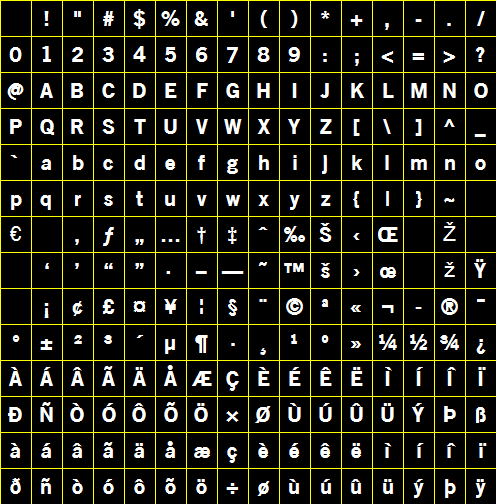 ! " # $ % & ' ( ) * + , - . /
0 1 2 3 4 5 6 7 8 9 : ; < = > ?
@ A B C D E F G H I J K L M N O
P Q R S T U V W X Y Z [ \ ] ^ _
` a b c d e f g h i j k l m n o
p q r s t u v w x y z { | } ~
€ ‚ ƒ „ … † ‡ ˆ ‰ Š ‹ Œ Ž
‘ ’ “ ” · – — ˜ ™ š › œ ž Ÿ
¡ ¢ £ ¤ ¥ ¦ § ¨ © ª « ¬ - ® ¯
° ± ² ³ ´ µ ¶ · ¸ ¹ º » ¼ ½ ¾ ¿
À Á Â Ã Ä Å Æ Ç È É Ê Ë Ì Í Î Ï
Ð Ñ Ò Ó Ô Õ Ö × Ø Ù Ú Û Ü Ý Þ ß
à á â ã ä å æ ç è é ê ë ì í î ï
ð ñ ò ó ô õ ö ÷ ø ù ú û ü ý þ ÿ